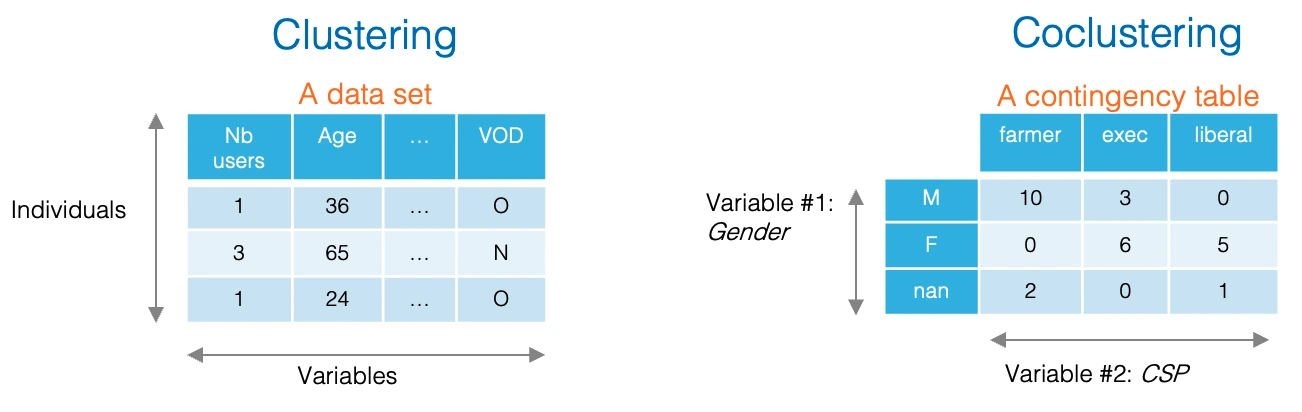 Clustering
A data set
Nb users Age ... VOD
Individuals
1 36 ... O
3 65 ... N
1 24 ... O
Variables
Coclustering
A contingency table
farmer exec liberal
Variable #1:
Gender
M 10 3 0
F 0 6 5
nan 2 0 1
Variable #2: CSP